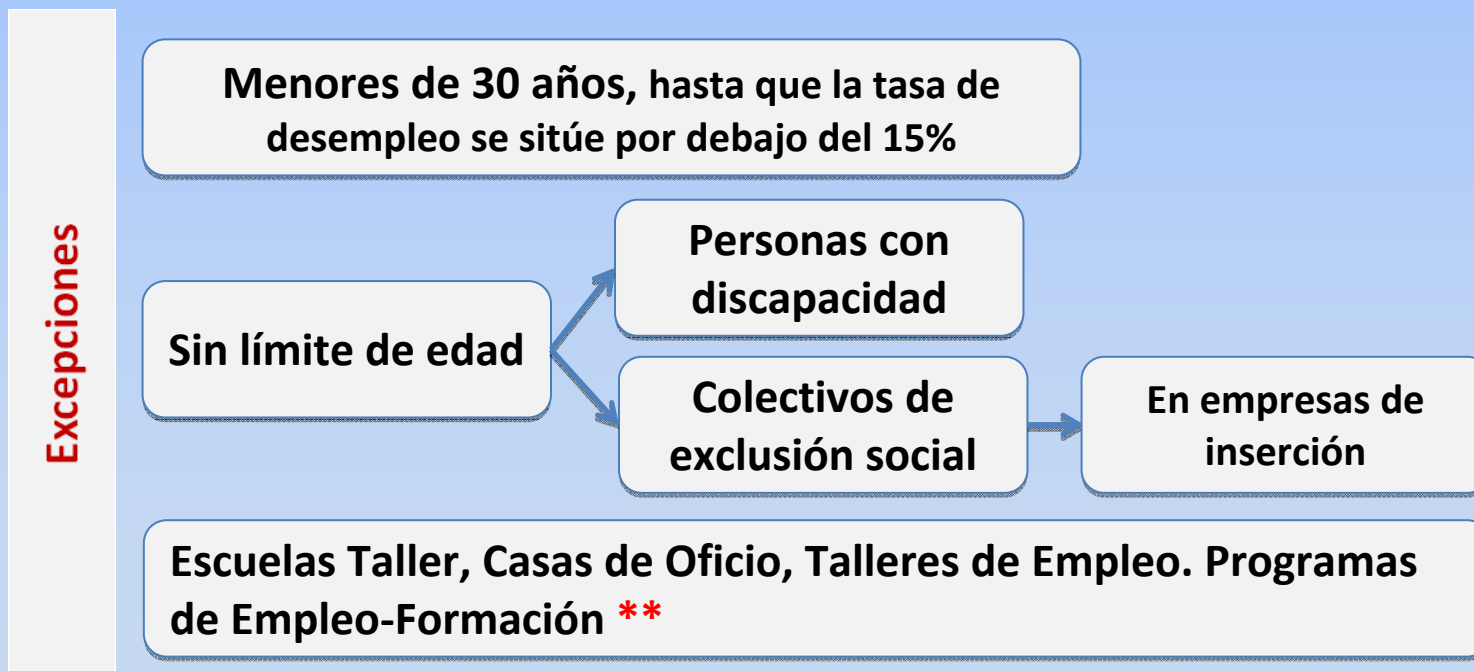 Excepciones
Menores de 30 años, hasta que la tasa de
desempleo se sitúe por debajo del 15%
Sin límite de edad
Personas con
discapacidad
Colectivos de
exclusión social
En empresas de
inserción
Escuelas Taller, Casas de Oficio, Talleres de Empleo. Programas
de Empleo-Formación **